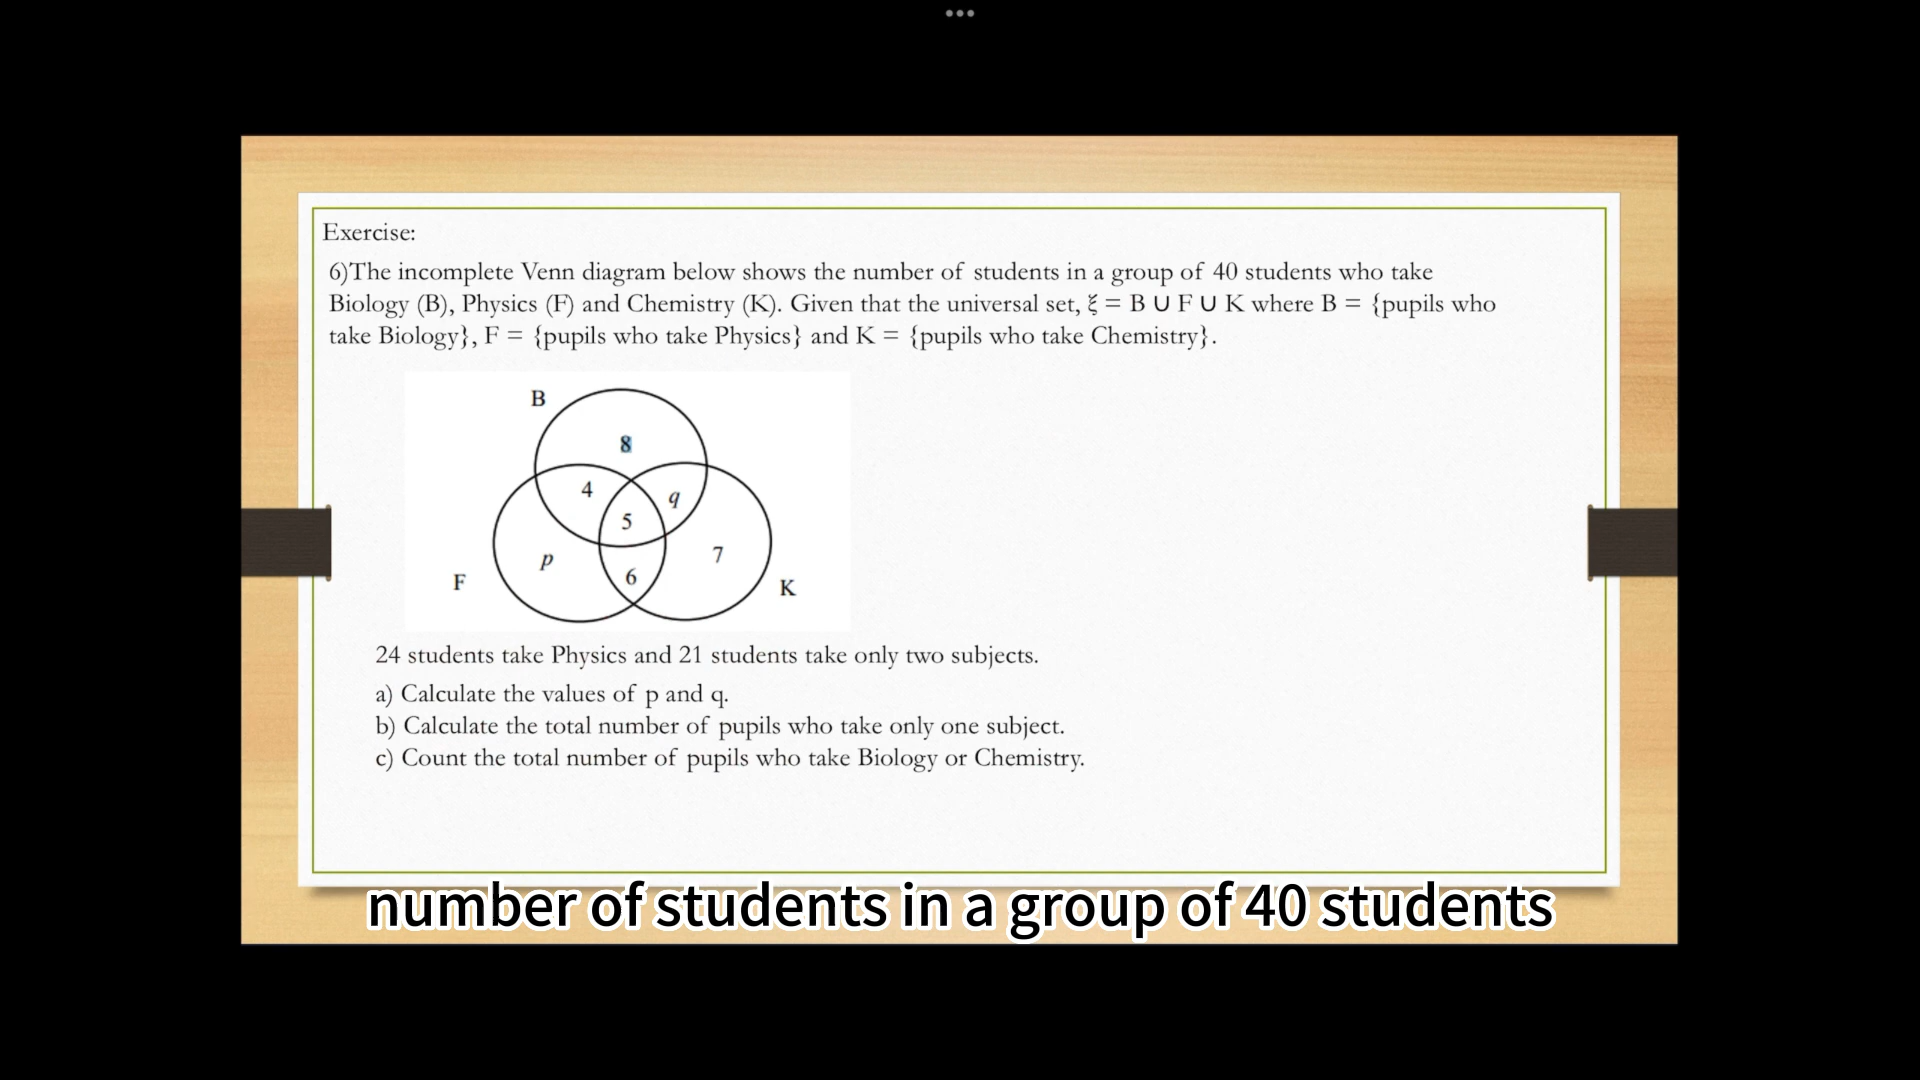 Exercise:
6)The incomplete Venn diagram below shows the number of students in a group of 40 students who take
Biology (B), Physics (F) and Chemistry (K). Given that the universal set, ξ = B ∪ F ∪ K where B = {pupils who
take Biology}, F = {pupils who take Physics} and K = {pupils who take Chemistry}.
B
8
4
q
5
p
7
6
F
K
24 students take Physics and 21 students take only two subjects.
a) Calculate the values of p and q.
b) Calculate the total number of pupils who take only one subject.
c) Count the total number of pupils who take Biology or Chemistry.
number of students in a group of 40 students